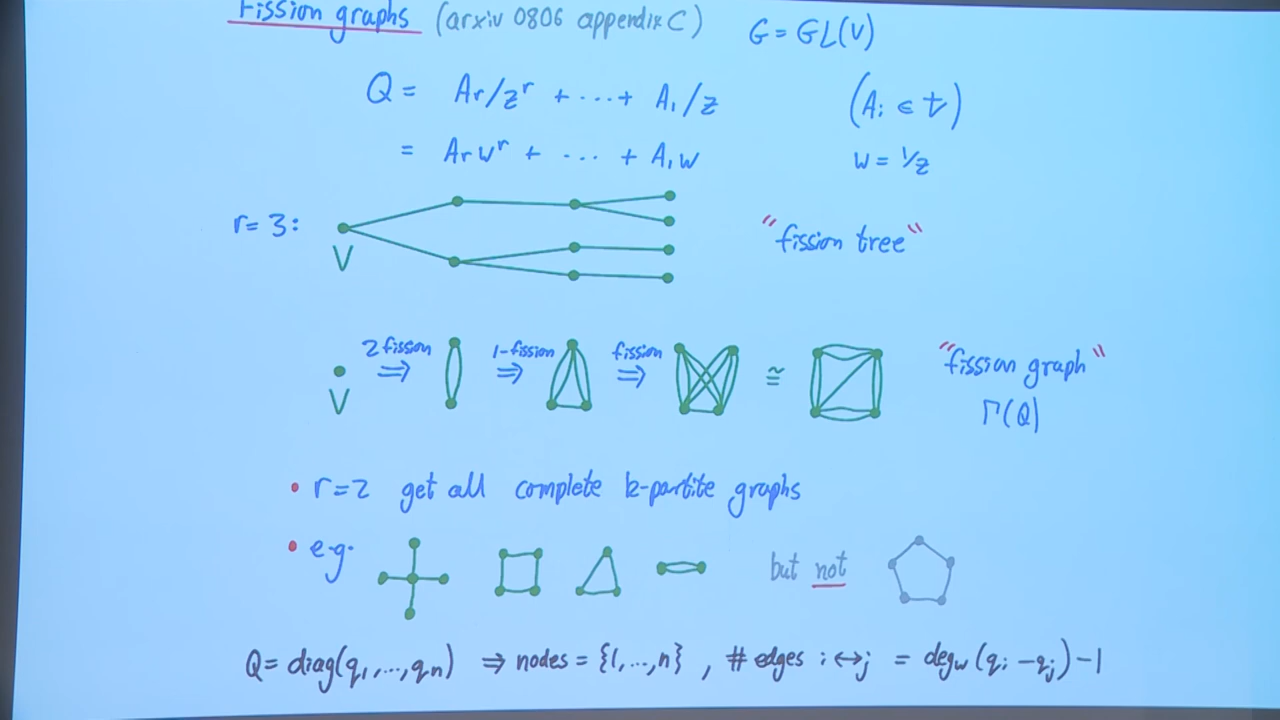 Fission graphs (arxiv 0806 appendix C) G = GL(V)
Q = Ar/z^r + ... + A₁/z (Aᵢ ∈ t)
= Ar w^r + ... + A₁w w = 1/z
r = 3: "fission tree"
V
2 fission ⇒ 1-fission ⇒ fission ⇒ ≅ "fission graph"
V Γ(Q)
• r=2 get all complete k-partite graphs
• e.g. but not
Q = diag(q₁,...,qn) ⇒ nodes = {1,...,n} , # edges i↔j = deg_w(qᵢ - qⱼ) - 1